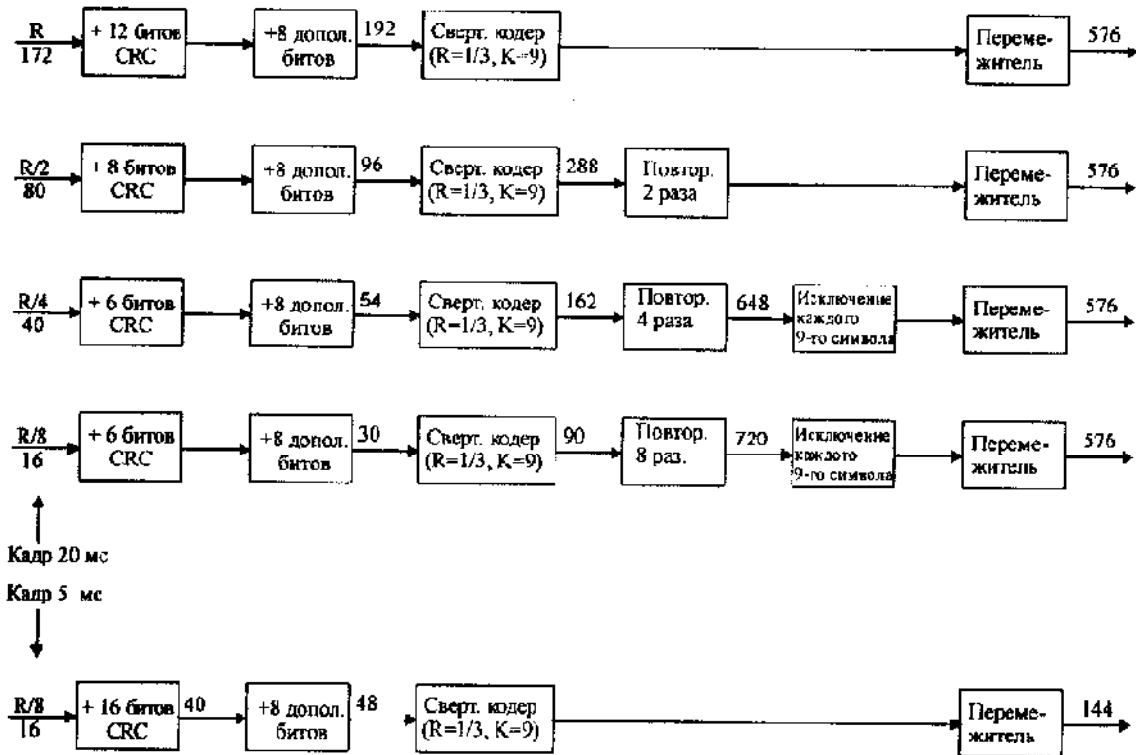 R
172
+ 12 битов
CRC
+8 допол.
битов
192
Сверт. кодер
(R=1/3, K=9)
Переме-
житель
576
R/2
80
+ 8 битов
CRC
+8 допол.
битов
96
Сверт. кодер
(R=1/3, K=9)
288
Повтор.
2 раза
Переме-
житель
576
R/4
40
+ 6 битов
CRC
+8 допол.
битов
54
Сверт. кодер
(R=1/3, K=9)
162
Повтор.
4 раза
648
Исключение
каждого
9-го символа
Переме-
житель
576
R/8
16
+ 6 битов
CRC
+8 допол.
битов
30
Сверт. кодер
(R=1/3, K=9)
90
Повтор.
8 раз.
720
Исключение
каждого
9-го символа
Переме-
житель
576
Кадр 20 мс
Кадр 5 мс
R/8
16
+ 16 битов
CRC
40
+8 допол.
битов
48
Сверт. кодер
(R=1/3, K=9)
Переме-
житель
144